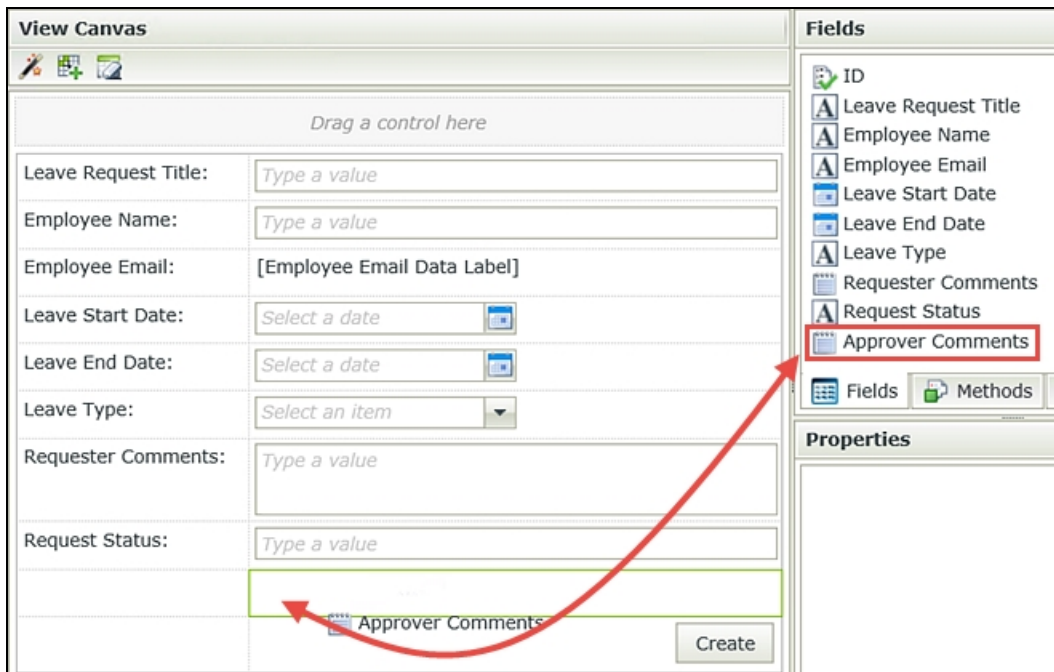 View Canvas
Drag a control here
Leave Request Title:
Type a value
Employee Name:
Type a value
Employee Email:
[Employee Email Data Label]
Leave Start Date:
Select a date
Leave End Date:
Select a date
Leave Type:
Select an item
Requester Comments:
Type a value
Request Status:
Type a value
Approver Comments
Create
Fields
ID
A Leave Request Title
A Employee Name
A Employee Email
Leave Start Date
Leave End Date
A Leave Type
Requester Comments
A Request Status
Approver Comments
Fields
Methods
Properties